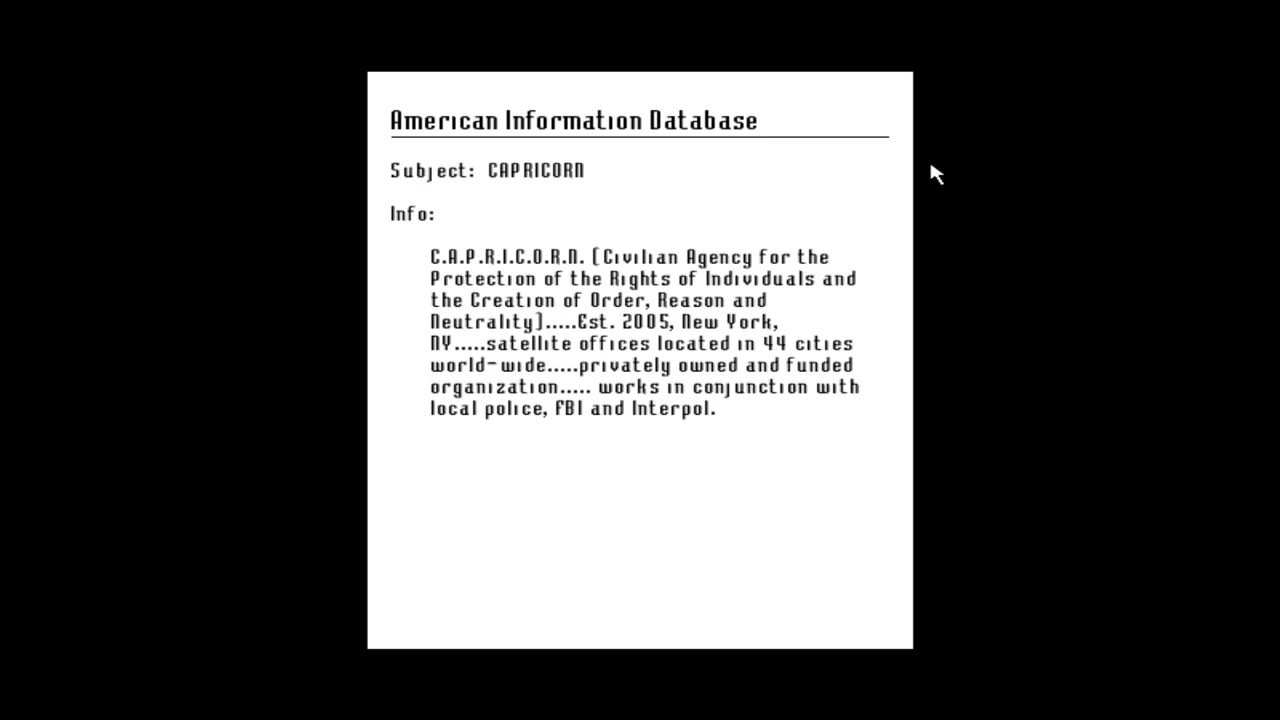 American Information Database
Subject: CAPRICORN
Info:
C.A.P.R.I.C.O.R.N. (Civilian Agency for the
Protection of the Rights of Individuals and
the Creation of Order, Reason and
Neutrality).....Est. 2005, New York,
NY.....satellite offices located in 44 cities
world-wide.....privately owned and funded
organization..... works in conjunction with
local police, FBI and Interpol.